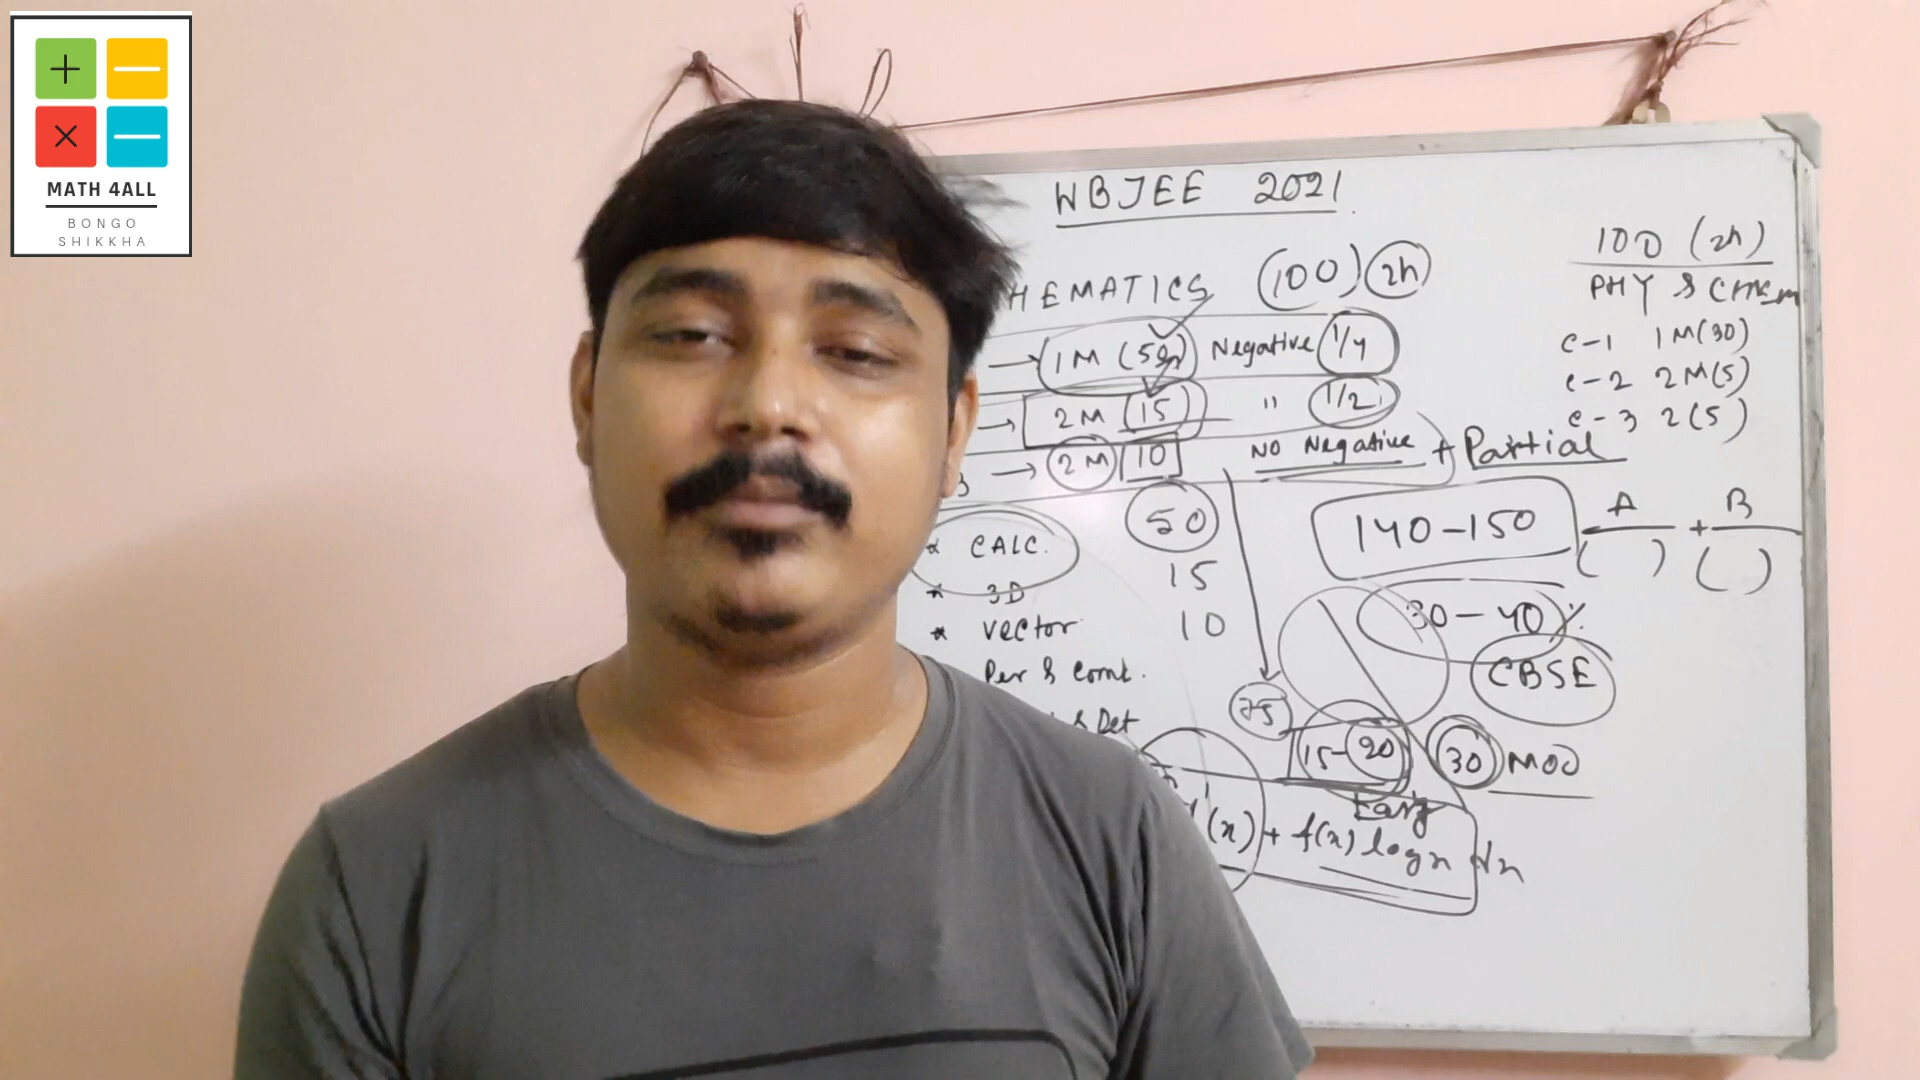 MATH 4ALL
BONGO
SHIKKHA
WBJEE 2021
HEMATICS (100) 2h
→ 1M (50) Negative 1/4
→ 2M (15) " 1/2
3 → 2M 10 NO Negative + Partial
100 (2h)
PHY & CHEM
C-1 1M(30)
C-2 2M(5)
C-3 2(5)
* CALC. 50
* 3D 15
* Vector 10
Per & Comb.
& Det
140-150
A + B
( ) ( )
30-40%
CBSE
75
15-20 30 MOD
Easy
(x) + f(x) log x dx